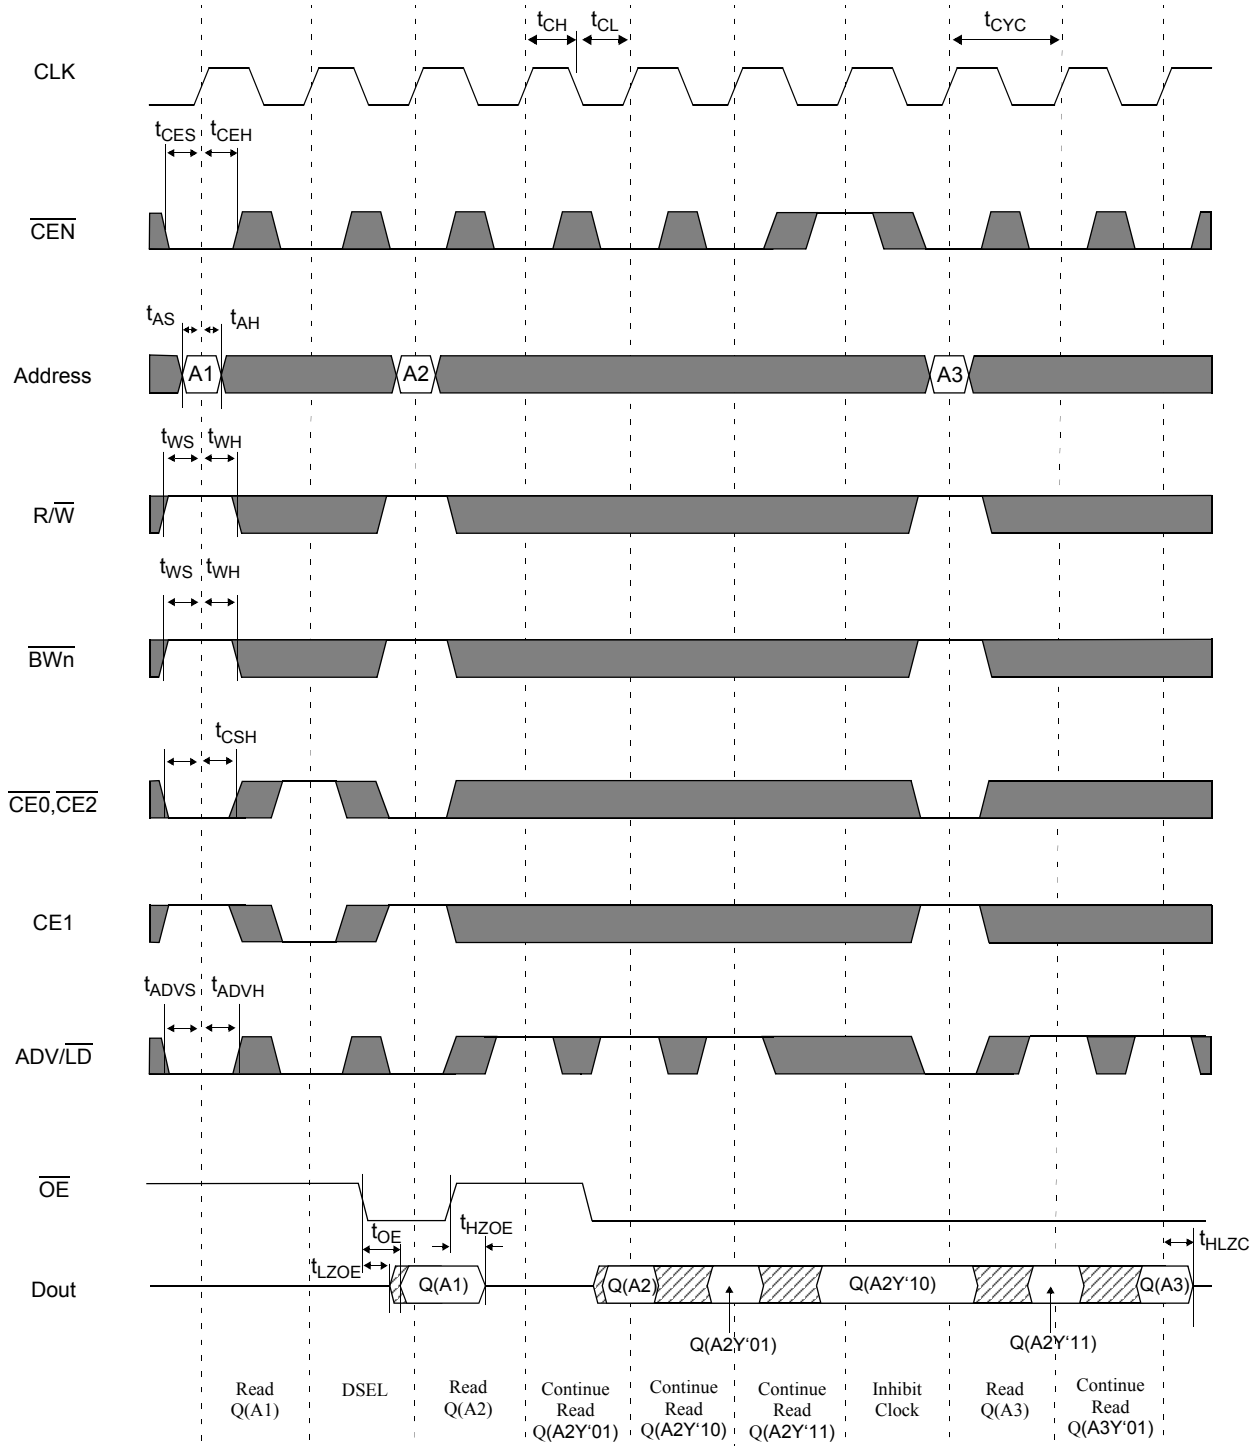 tCH tCL tCYC
CLK
tCES tCEH
CEN
tAS tAH
Address A1 A2 A3
tWS tWH
R/W
tWS tWH
BWn
tCSH
CE0,CE2
CE1
tADVS tADVH
ADV/LD
OE
tOE tHZOE tHLZC
tLZOE
Dout Q(A1) Q(A2) Q(A2Y‘10) Q(A3)
Q(A2Y‘01) Q(A2Y‘11)
Read
Q(A1)
DSEL
Read
Q(A2)
Continue
Read
Q(A2Y‘01)
Continue
Read
Q(A2Y‘10)
Continue
Read
Q(A2Y‘11)
Inhibit
Clock
Read
Q(A3)
Continue
Read
Q(A3Y‘01)